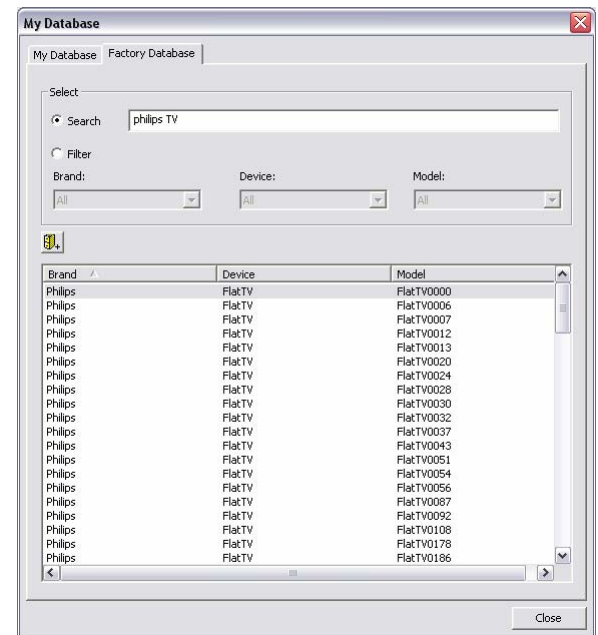 My Database
My Database Factory Database
Select
Search philips TV
Filter
Brand: Device: Model:
All All All
Brand Device Model
Philips FlatTV FlatTV0000
Philips FlatTV FlatTV0006
Philips FlatTV FlatTV0007
Philips FlatTV FlatTV0012
Philips FlatTV FlatTV0013
Philips FlatTV FlatTV0020
Philips FlatTV FlatTV0024
Philips FlatTV FlatTV0028
Philips FlatTV FlatTV0030
Philips FlatTV FlatTV0032
Philips FlatTV FlatTV0037
Philips FlatTV FlatTV0043
Philips FlatTV FlatTV0051
Philips FlatTV FlatTV0054
Philips FlatTV FlatTV0056
Philips FlatTV FlatTV0087
Philips FlatTV FlatTV0092
Philips FlatTV FlatTV0108
Philips FlatTV FlatTV0178
Philips FlatTV FlatTV0186
Close